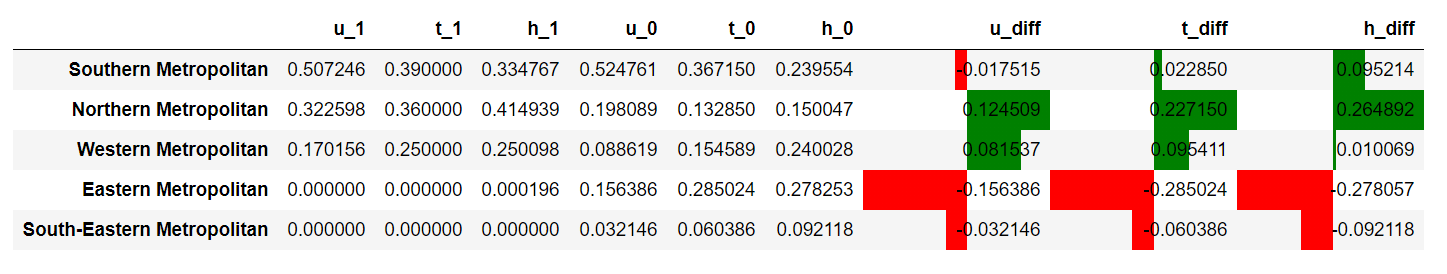 u_1 t_1 h_1 u_0 t_0 h_0 u_diff t_diff h_diff
Southern Metropolitan 0.507246 0.390000 0.334767 0.524761 0.367150 0.239554 -0.017515 0.022850 0.095214
Northern Metropolitan 0.322598 0.360000 0.414939 0.198089 0.132850 0.150047 0.124509 0.227150 0.264892
Western Metropolitan 0.170156 0.250000 0.250098 0.088619 0.154589 0.240028 0.081537 0.095411 0.010069
Eastern Metropolitan 0.000000 0.000000 0.000196 0.156386 0.285024 0.278253 -0.156386 -0.285024 -0.278057
South-Eastern Metropolitan 0.000000 0.000000 0.000000 0.032146 0.060386 0.092118 -0.032146 -0.060386 -0.092118